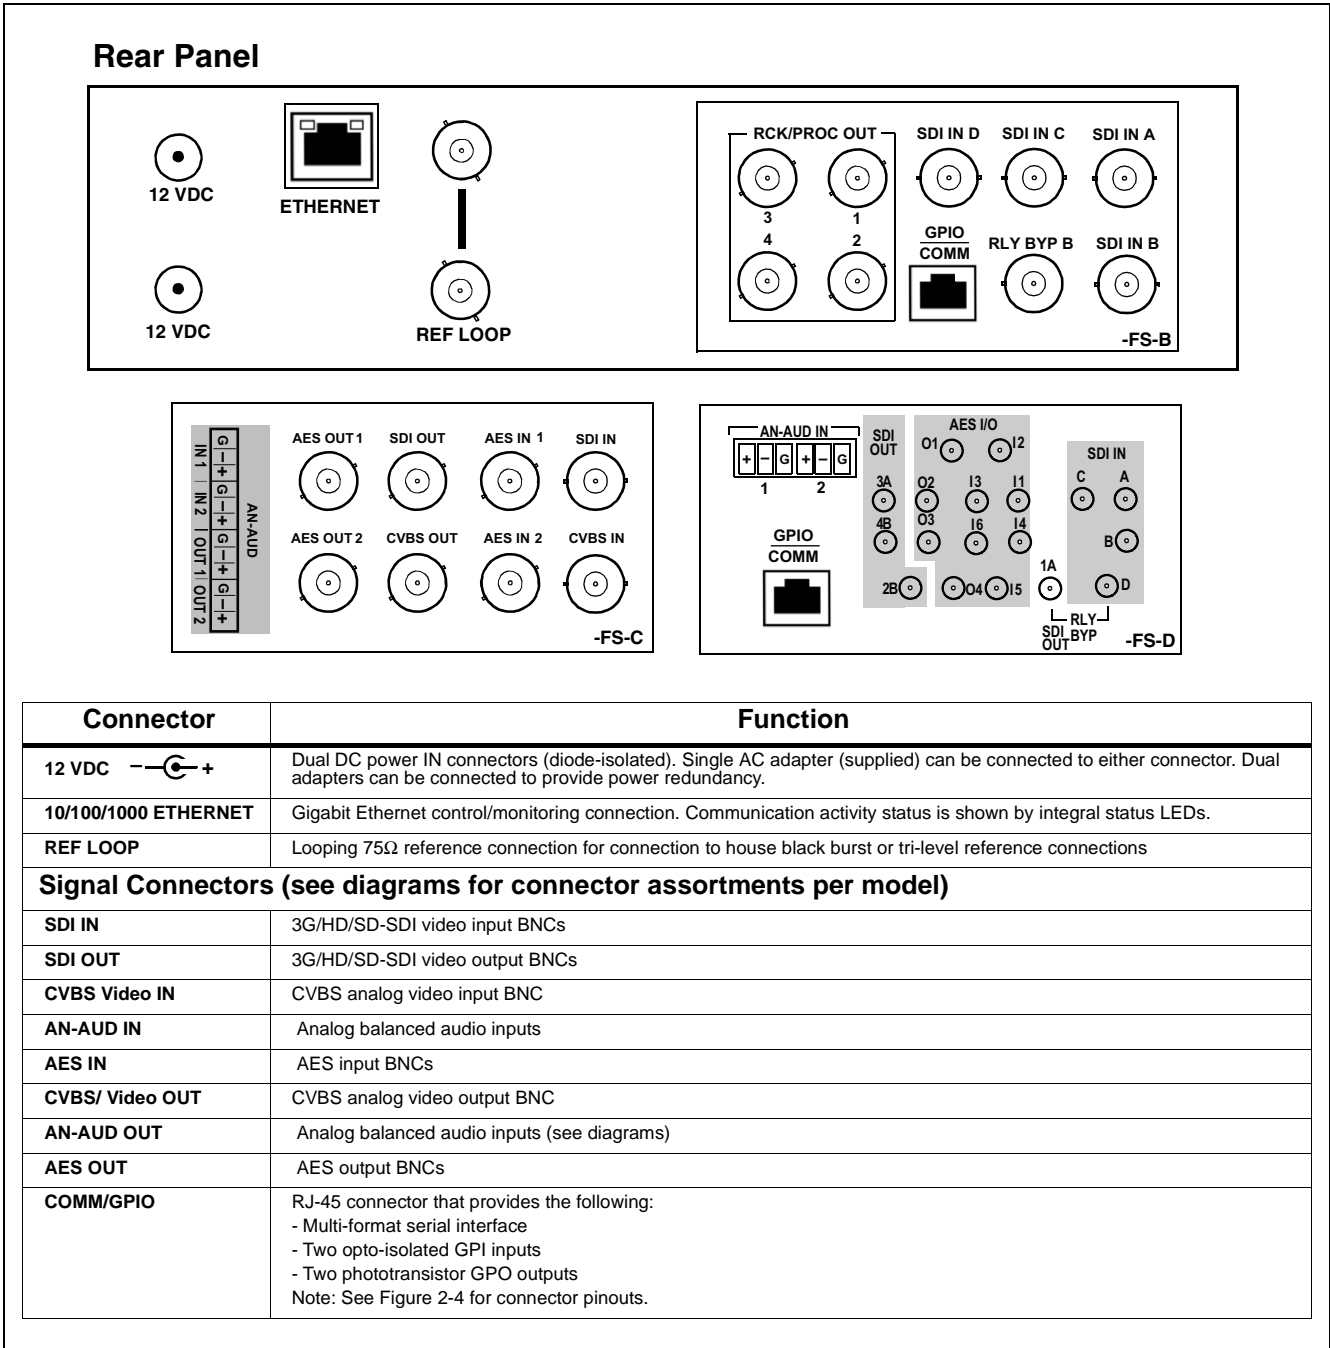 Rear Panel
12 VDC
ETHERNET
12 VDC
REF LOOP
RCK/PROC OUT
SDI IN D
SDI IN C
SDI IN A
3
1
4
2
GPIO
COMM
RLY BYP B
SDI IN B
-FS-B
IN 1
IN 2
OUT 1
OUT 2
G
–
+
G
–
+
G
–
+
G
–
+
AN-AUD
AES OUT 1
SDI OUT
AES IN 1
SDI IN
AES OUT 2
CVBS OUT
AES IN 2
CVBS IN
-FS-C
AN-AUD IN
+ – G + – G
1
2
GPIO
COMM
SDI
OUT
3A
4B
2B
AES I/O
O1
I2
O2
I3
I1
O3
I6
I4
O4
I5
SDI IN
C
A
B
1A
D
RLY
BYP
SDI
OUT
-FS-D
Connector
Function
12 VDC – +
Dual DC power IN connectors (diode-isolated). Single AC adapter (supplied) can be connected to either connector. Dual
adapters can be connected to provide power redundancy.
10/100/1000 ETHERNET
Gigabit Ethernet control/monitoring connection. Communication activity status is shown by integral status LEDs.
REF LOOP
Looping 75Ω reference connection for connection to house black burst or tri-level reference connections
Signal Connectors (see diagrams for connector assortments per model)
SDI IN
3G/HD/SD-SDI video input BNCs
SDI OUT
3G/HD/SD-SDI video output BNCs
CVBS Video IN
CVBS analog video input BNC
AN-AUD IN
Analog balanced audio inputs
AES IN
AES input BNCs
CVBS/ Video OUT
CVBS analog video output BNC
AN-AUD OUT
Analog balanced audio inputs (see diagrams)
AES OUT
AES output BNCs
COMM/GPIO
RJ-45 connector that provides the following:
- Multi-format serial interface
- Two opto-isolated GPI inputs
- Two phototransistor GPO outputs
Note: See Figure 2-4 for connector pinouts.